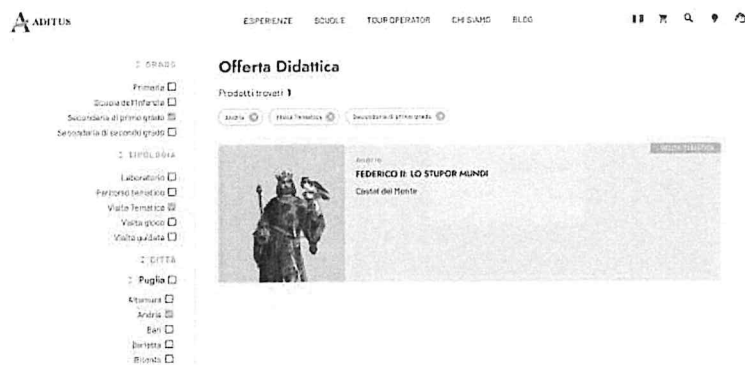 ADITUS
ESPERIENZE SCUOLE TOUR OPERATOR CHI SIAMO BLOG
GRADO
Primaria
Scuola dell'Infanzia
Secondaria di primo grado
Secondaria di secondo grado
TIPOLOGIA
Laboratorio
Percorso tematico
Visita Tematica
Visita gioco
Visita guidata
CITTÀ
Puglia
Altamura
Andria
Bari
Barletta
Bitonto
Offerta Didattica
Prodotti trovati 1
Andria
Visita Tematica
Secondaria di primo grado
VISITA TEMATICA
Andria
FEDERICO II: LO STUPOR MUNDI
Castel del Monte